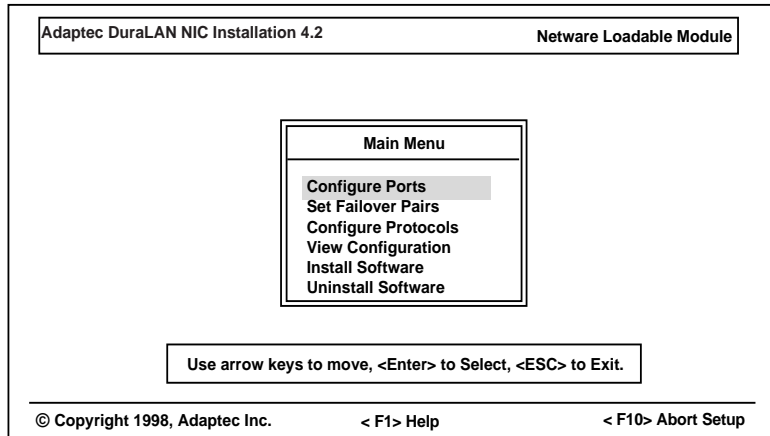 Adaptec DuraLAN NIC Installation 4.2 Netware Loadable Module
Main Menu
Configure Ports
Set Failover Pairs
Configure Protocols
View Configuration
Install Software
Uninstall Software
Use arrow keys to move, <Enter> to Select, <ESC> to Exit.
© Copyright 1998, Adaptec Inc. < F1> Help < F10> Abort Setup